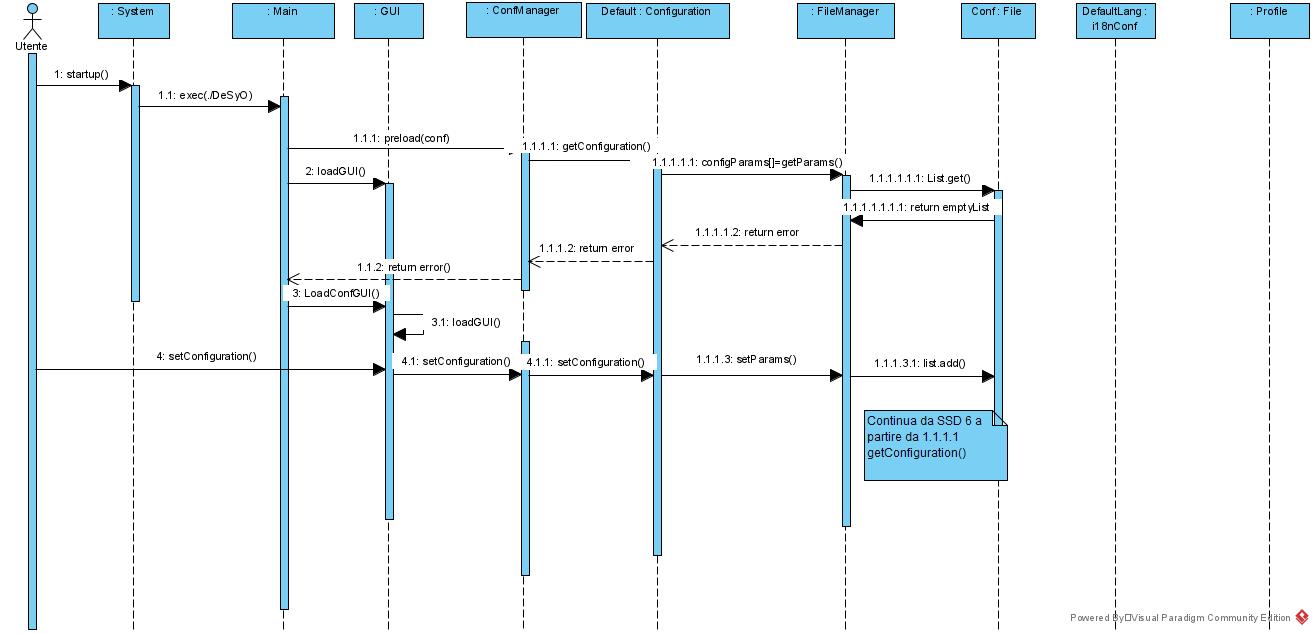 : System
: Main
: GUI
: ConfManager
Default : Configuration
: FileManager
Conf : File
DefaultLang :
i18nConf
: Profile
Utente
1: startup()
1.1: exec(./DeSyO)
1.1.1: preload(conf)
1.1.1.1: getConfiguration()
1.1.1.1.1: configParams[]=getParams()
2: loadGUI()
1.1.1.1.1.1: List.get()
1.1.1.1.1.1.1: return emptyList
1.1.1.1.2: return error
1.1.1.2: return error
1.1.2: return error()
3: LoadConfGUI()
3.1: loadGUI()
4: setConfiguration()
4.1: setConfiguration()
4.1.1: setConfiguration()
1.1.1.3: setParams()
1.1.1.3.1: list.add()
Continua da SSD 6 a
partire da 1.1.1.1
getConfiguration()
Powered By Visual Paradigm Community Edition